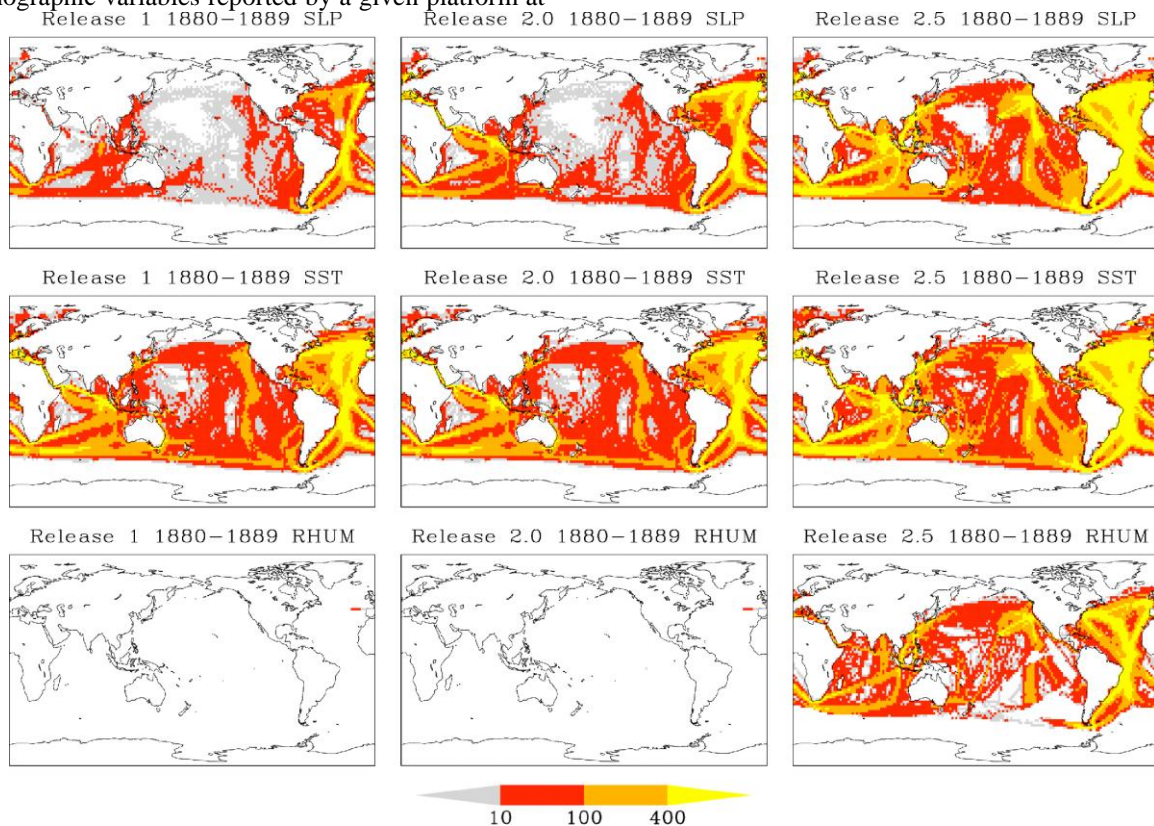 ographic variables reported by a given platform at
Release 1 1880−1889 SLP
Release 2.0 1880−1889 SLP
Release 2.5 1880−1889 SLP
Release 1 1880−1889 SST
Release 2.0 1880−1889 SST
Release 2.5 1880−1889 SST
Release 1 1880−1889 RHUM
Release 2.0 1880−1889 RHUM
Release 2.5 1880−1889 RHUM
10 100 400